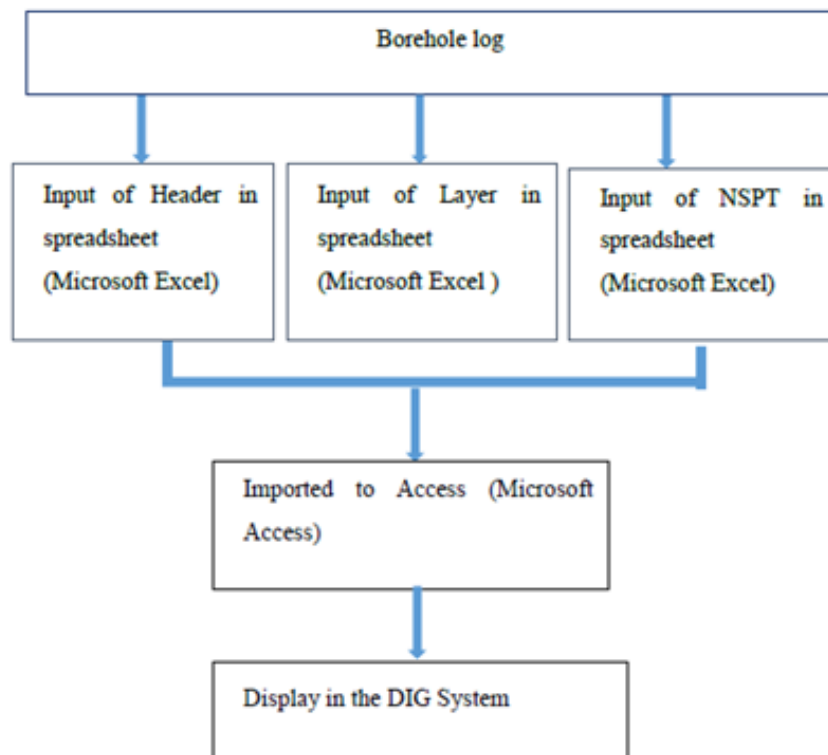 Borehole log
Input of Header in
spreadsheet
(Microsoft Excel)
Input of Layer in
spreadsheet
(Microsoft Excel )
Input of NSPT in
spreadsheet
(Microsoft Excel)
Imported to Access (Microsoft
Access)
Display in the DIG System